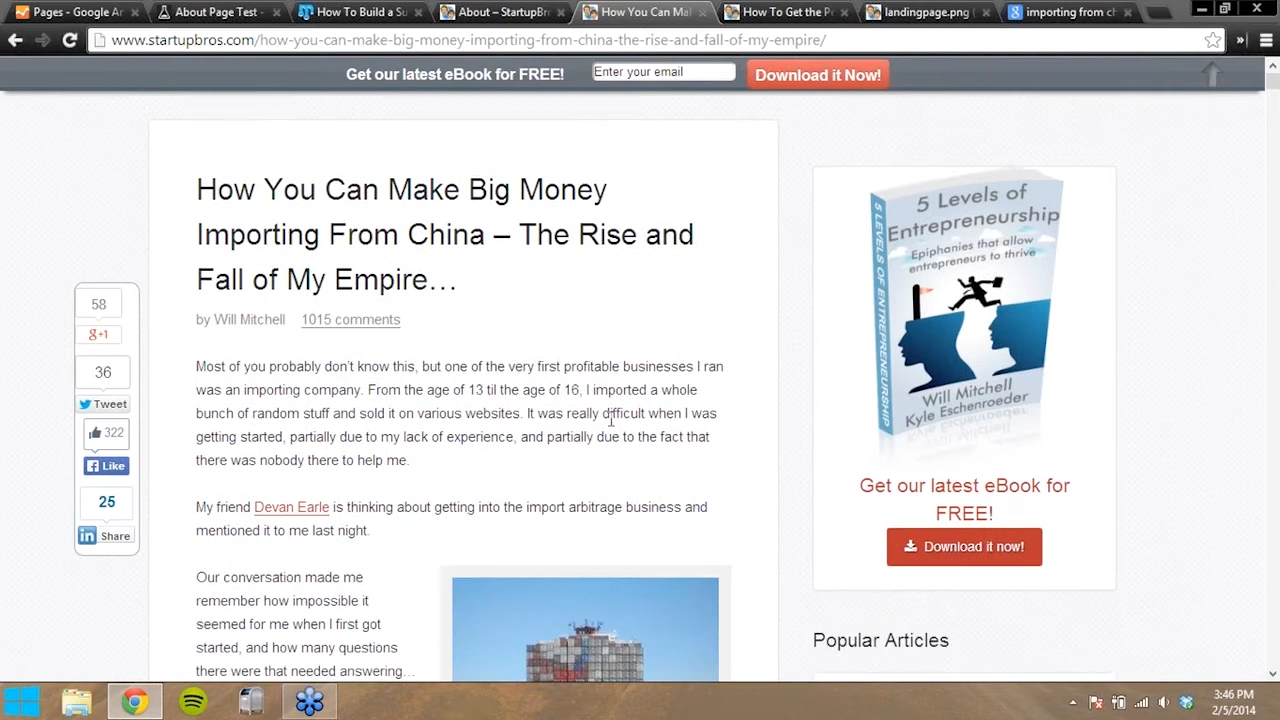 Pages - Google A
About Page Test -
How To Build a Su
About – StartupBr
How You Can Mal
How To Get the P
landingpage.png (
importing from ch
www.startupbros.com/how-you-can-make-big-money-importing-from-china-the-rise-and-fall-of-my-empire/
Get our latest eBook for FREE!
Enter your email
Download it Now!
How You Can Make Big Money
Importing From China – The Rise and
Fall of My Empire…
by Will Mitchell 1015 comments
58
g+1
36
Tweet
322
Like
25
in Share
Most of you probably don't know this, but one of the very first profitable businesses I ran
was an importing company. From the age of 13 til the age of 16, I imported a whole
bunch of random stuff and sold it on various websites. It was really difficult when I was
getting started, partially due to my lack of experience, and partially due to the fact that
there was nobody there to help me.
My friend Devan Earle is thinking about getting into the import arbitrage business and
mentioned it to me last night.
Our conversation made me
remember how impossible it
seemed for me when I first got
started, and how many questions
there were that needed answering…
5 LEVELS OF ENTREPRENEURSHIP
5 Levels of
Entrepreneurship
Epiphanies that allow
entrepreneurs to thrive
Will Mitchell
Kyle Eschenroeder
Get our latest eBook for
FREE!
Download it now!
Popular Articles
3:46 PM
2/5/2014